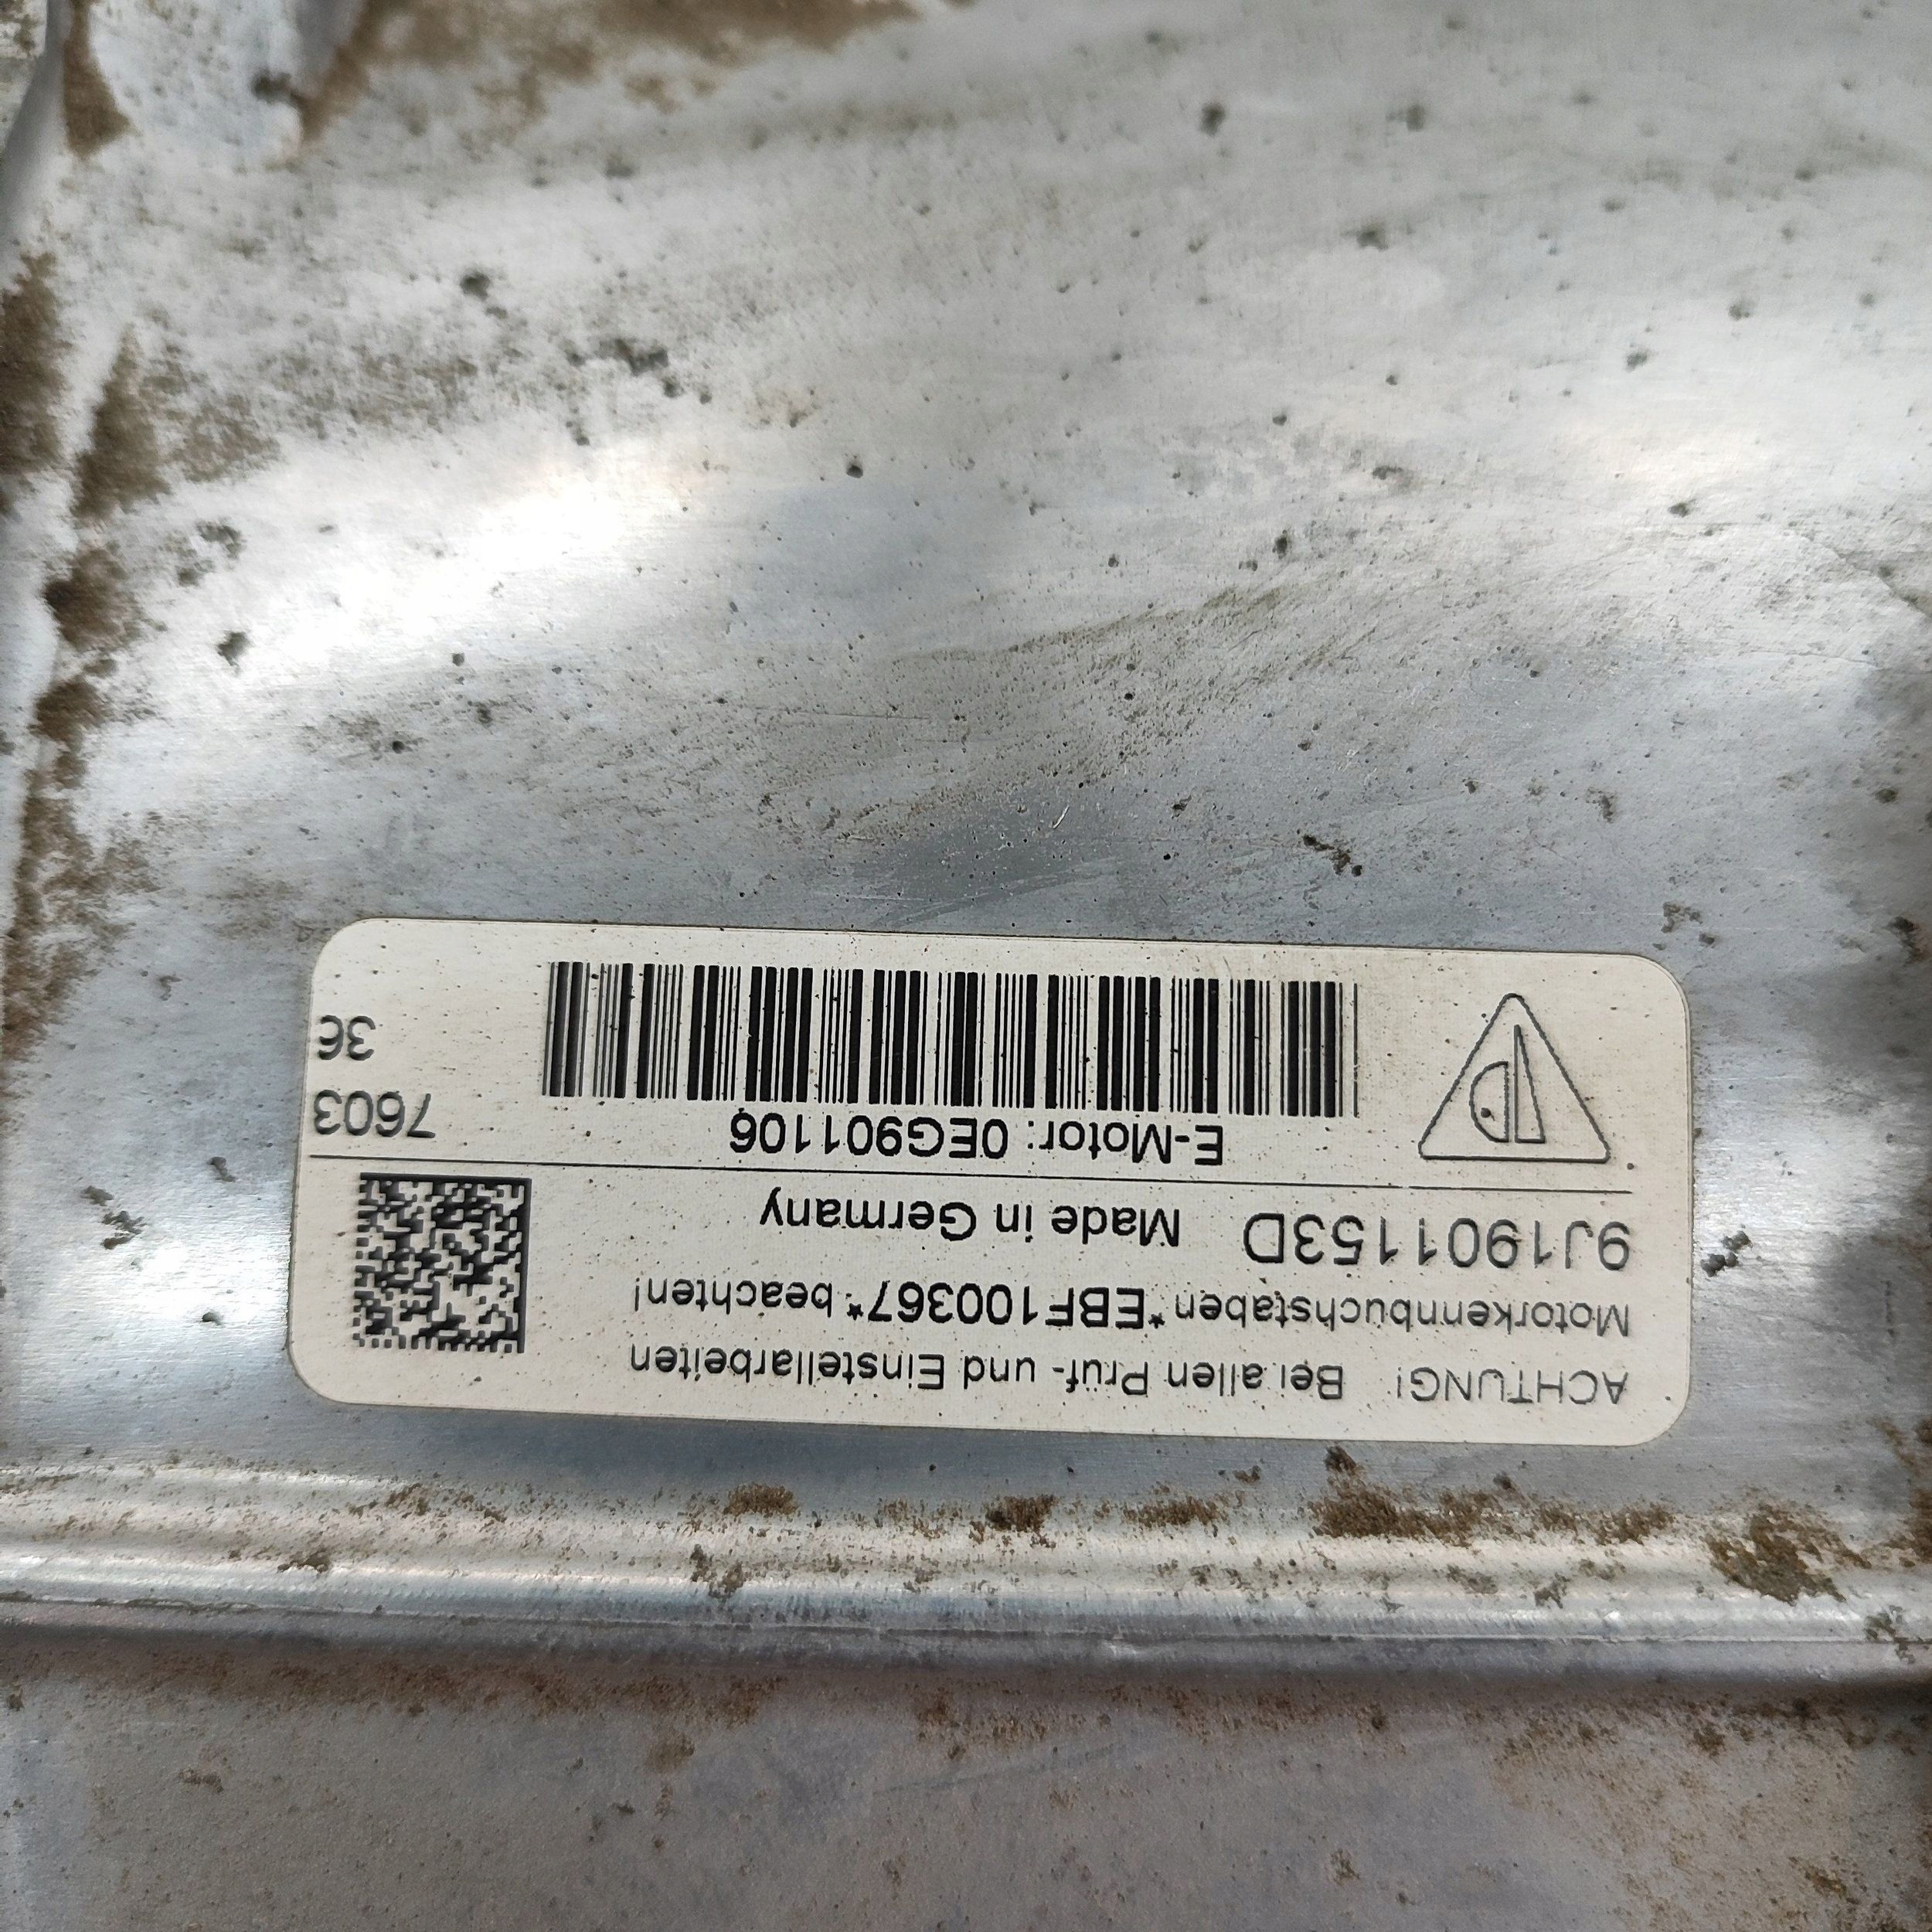 ACHTUNG! Bei allen Prüf- und Einstellarbeiten
Motorkennbuchstaben *EBF100367* beachten!
9J1901153D Made in Germany
E-Motor: 0EG901106
7603
36